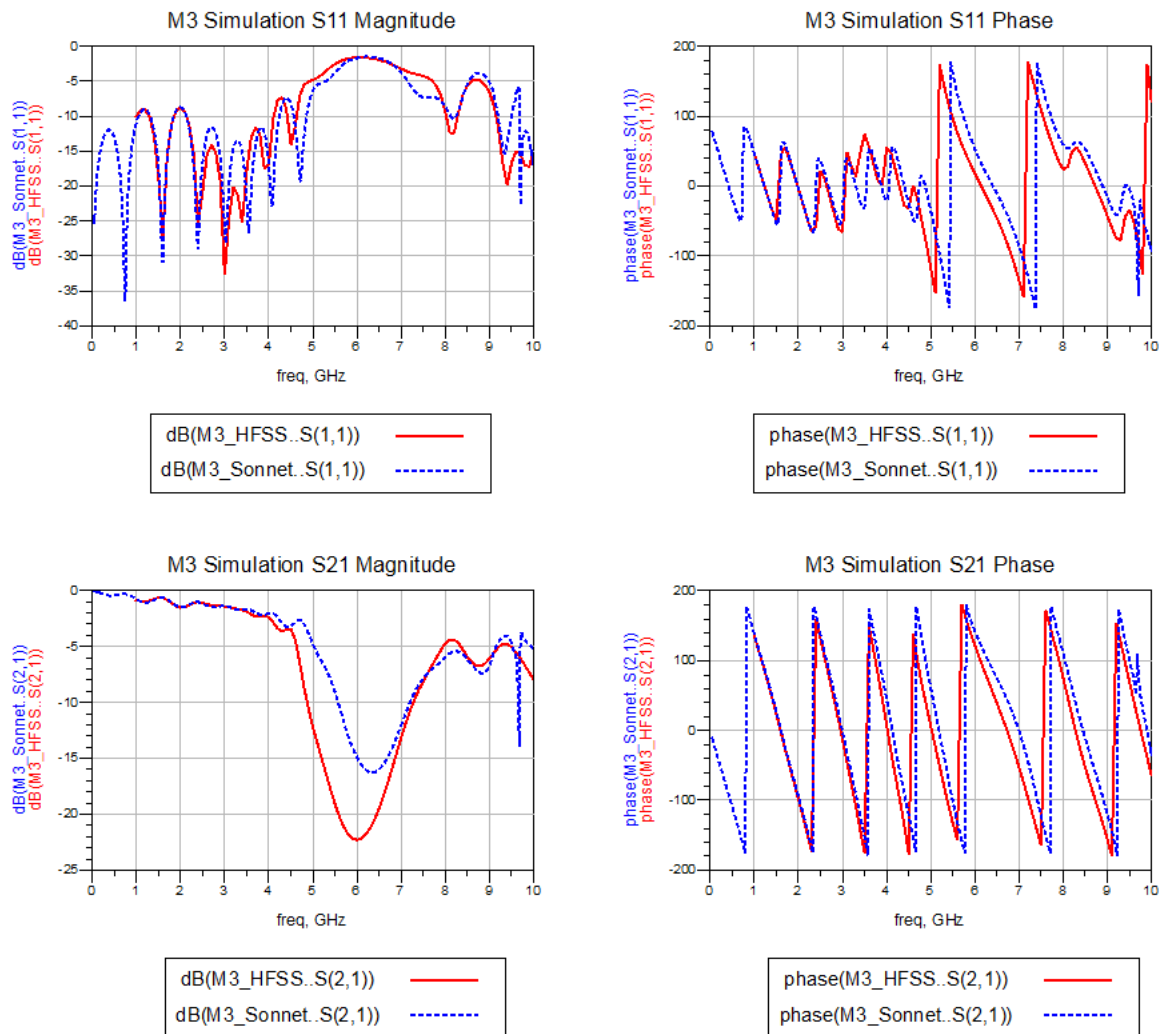 M3 Simulation S11 Magnitude
dB(M3_Sonnet..S(1,1))
dB(M3_HFSS..S(1,1))
0
-5
-10
-15
-20
-25
-30
-35
-40
0 1 2 3 4 5 6 7 8 9 10
freq, GHz
dB(M3_HFSS..S(1,1))
dB(M3_Sonnet..S(1,1))
M3 Simulation S11 Phase
phase(M3_Sonnet..S(1,1))
phase(M3_HFSS..S(1,1))
200
100
0
-100
-200
0 1 2 3 4 5 6 7 8 9 10
freq, GHz
phase(M3_HFSS..S(1,1))
phase(M3_Sonnet..S(1,1))
M3 Simulation S21 Magnitude
dB(M3_Sonnet..S(2,1))
dB(M3_HFSS..S(2,1))
0
-5
-10
-15
-20
-25
0 1 2 3 4 5 6 7 8 9 10
freq, GHz
dB(M3_HFSS..S(2,1))
dB(M3_Sonnet..S(2,1))
M3 Simulation S21 Phase
phase(M3_Sonnet..S(2,1))
phase(M3_HFSS..S(2,1))
200
100
0
-100
-200
0 1 2 3 4 5 6 7 8 9 10
freq, GHz
phase(M3_HFSS..S(2,1))
phase(M3_Sonnet..S(2,1))